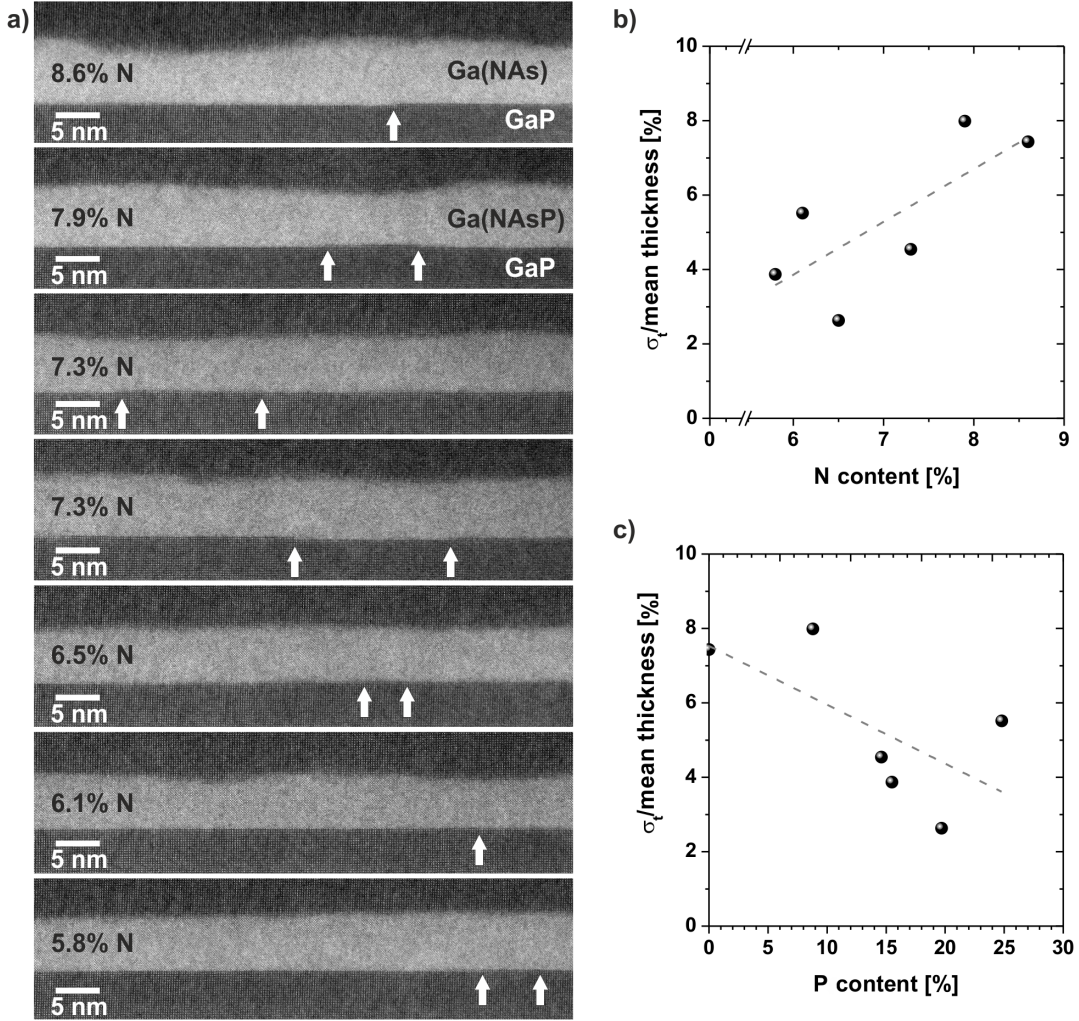 a)
8.6% N
Ga(NAs)
5 nm
GaP
7.9% N
Ga(NAsP)
5 nm
GaP
7.3% N
5 nm
7.3% N
5 nm
6.5% N
5 nm
6.1% N
5 nm
5.8% N
5 nm
b)
10
8
6
4
2
0
σt/mean thickness [%]
0 6 7 8 9
N content [%]
c)
10
8
6
4
2
0
σt/mean thickness [%]
0 5 10 15 20 25 30
P content [%]